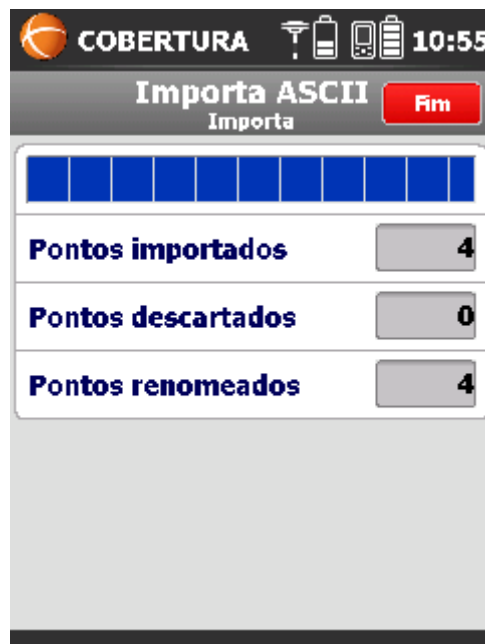 COBERTURA 10:55
Importa ASCII Fim
Importa
Pontos importados 4
Pontos descartados 0
Pontos renomeados 4